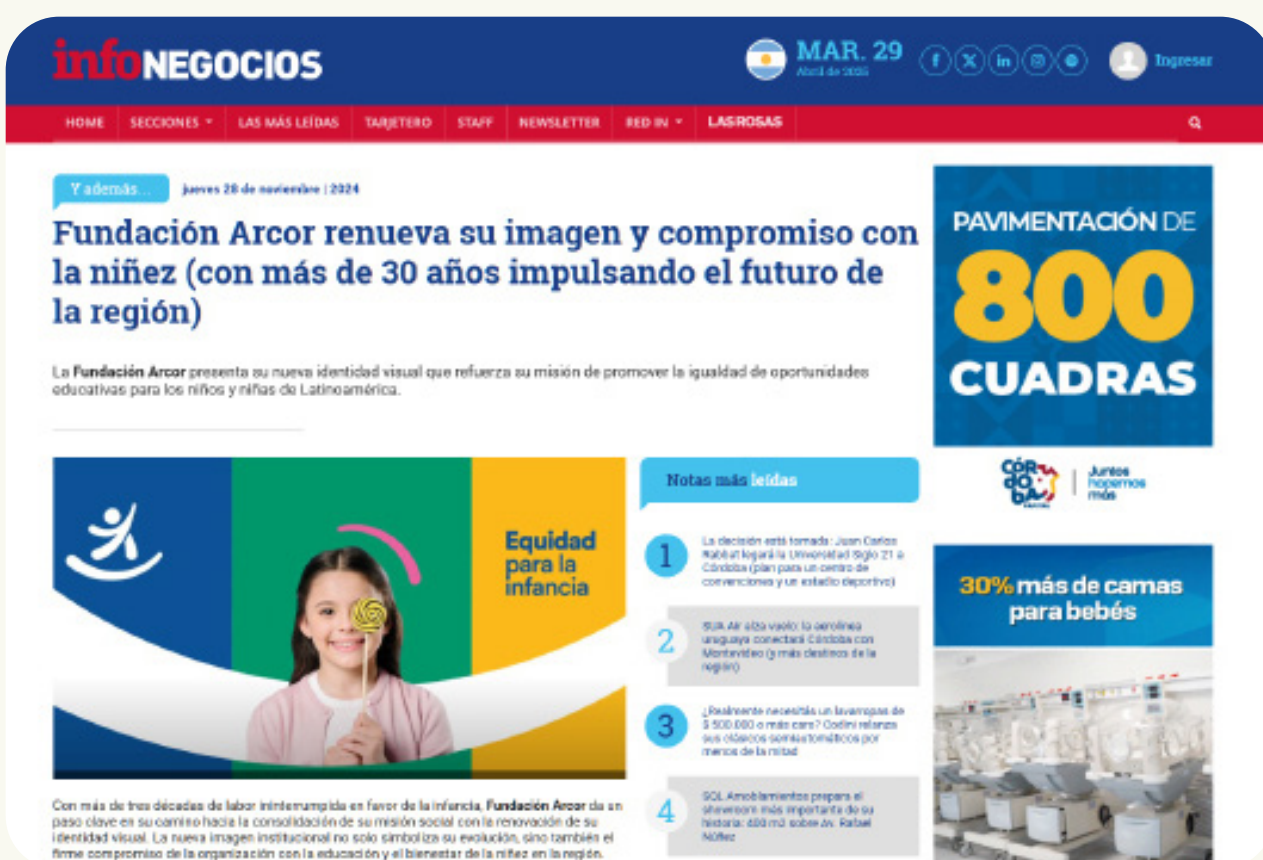 infoNEGOCIOS
MAR. 29
Abril de 2025
Ingresar
HOME
SECCIONES
LAS MÁS LEÍDAS
TARJETERO
STAFF
NEWSLETTER
RED IN
LAS ROSAS
Y además...
jueves 28 de noviembre | 2024
Fundación Arcor renueva su imagen y compromiso con
la niñez (con más de 30 años impulsando el futuro de
la región)
La Fundación Arcor presenta su nueva identidad visual que refuerza su misión de promover la igualdad de oportunidades
educativas para los niños y niñas de Latinoamérica.
Equidad
para la
infancia
Con más de tres décadas de labor ininterrumpida en favor de la infancia, Fundación Arcor da un
paso clave en su camino hacia la consolidación de su misión social con la renovación de su
identidad visual. La nueva imagen institucional no solo simboliza su evolución, sino también el
firme compromiso de la organización con la educación y el bienestar de la niñez en la región.
Notas más leídas
1
La decisión está tomada: Juan Carlos
Rabbat legará la Universidad Siglo 21 a
Córdoba (plan para un centro de
convenciones y un estadio deportivo)
2
SUA Air alza vuelo: la aerolínea
uruguaya conectará Córdoba con
Montevideo (y más destinos de la
región)
3
¿Realmente necesitás un lavarropas de
$ 500.000 o más caro? Codini relanza
sus clásicos semiautomáticos por
menos de la mitad
4
SQL Amoblamientos prepara el
showroom más importante de su
historia: 400 m2 sobre Av. Rafael
Núñez
PAVIMENTACIÓN DE
800
CUADRAS
CÓR
DO
BA
Juntos
hacemos
más
30% más de camas
para bebés